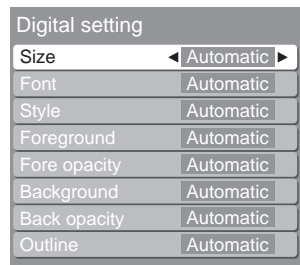 Digital setting
Size ◄ Automatic ►
Font Automatic
Style Automatic
Foreground Automatic
Fore opacity Automatic
Background Automatic
Back opacity Automatic
Outline Automatic